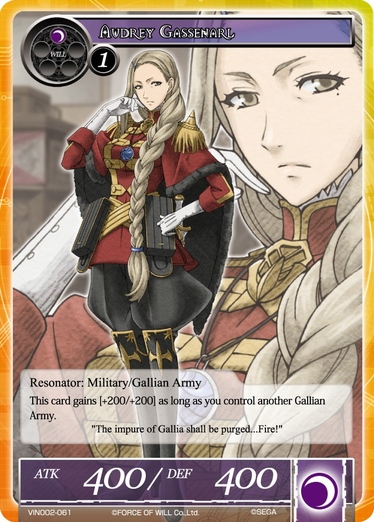 AUDREY GASSENARL
WILL
1
Resonator: Military/Gallian Army
This card gains [+200/+200] as long as you control another Gallian
Army.
"The impure of Gallia shall be purged...Fire!"
ATK 400 / DEF 400
VIN002-061 ©FORCE OF WILL Co.,Ltd. ©SEGA